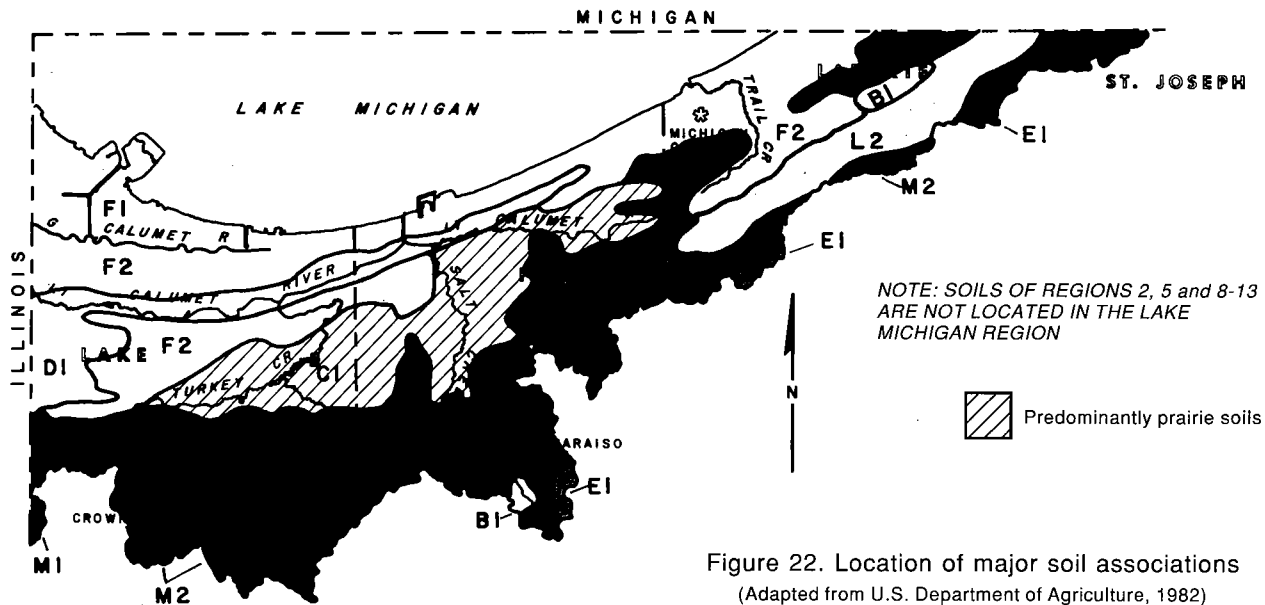 MICHIGAN
ST. JOSEPH
LAKE MICHIGAN
TRAIL CR
B1
F2
L2
E1
M2
F1
G CALUMET R
CALUMET
F2
RIVER
E1
ILLINOIS
CALUMET
SALT
NOTE: SOILS OF REGIONS 2, 5 and 8-13
ARE NOT LOCATED IN THE LAKE
MICHIGAN REGION
LAKE
F2
D1
TURKEY CR
C1
N
Predominantly prairie soils
ARAISO
E1
CROW
B1
M1
M2
Figure 22. Location of major soil associations
(Adapted from U.S. Department of Agriculture, 1982)